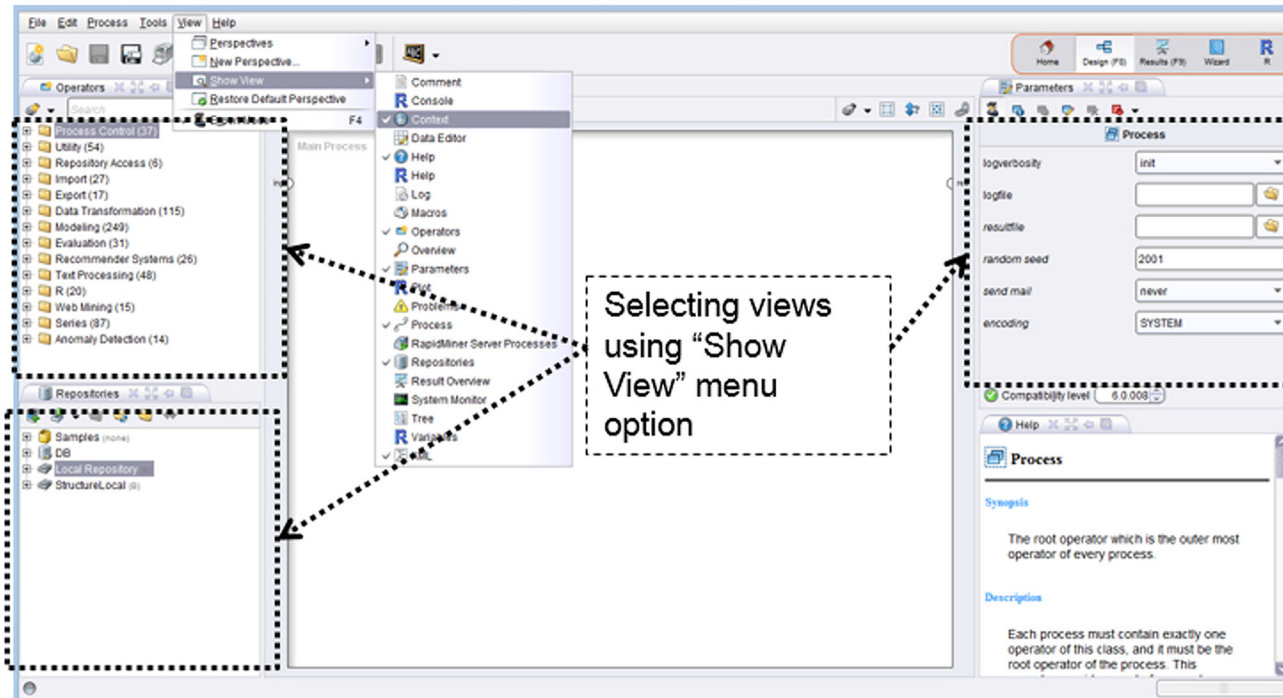 File Edit Process Tools View Help
Perspectives
New Perspective...
Show View
Restore Default Perspective
F4
Comment
Console
Context
Data Editor
Help
Help
Log
Macros
Operators
Overview
Parameters
Plot
Problems
Process
RapidMiner Server Processes
Repositories
Result Overview
System Monitor
Tree
Variables
XML
Home
Design (F8)
Results (F9)
Wizard
R
Operators
Search
Process Control (37)
Utility (54)
Repository Access (6)
Import (27)
Export (17)
Data Transformation (115)
Modeling (249)
Evaluation (31)
Recommender Systems (26)
Text Processing (48)
R (20)
Web Mining (15)
Series (87)
Anomaly Detection (14)
Repositories
Samples (none)
DB
Local Repository
StructureLocal
Main Process
Selecting views
using “Show
View” menu
option
Parameters
Process
logverbosity init
logfile
resultfile
random seed 2001
send mail never
encoding SYSTEM
Compatibility level 6.0.008
Help
Process
Synopsis
The root operator which is the outer most
operator of every process.
Description
Each process must contain exactly one
operator of this class, and it must be the
root operator of the process. This